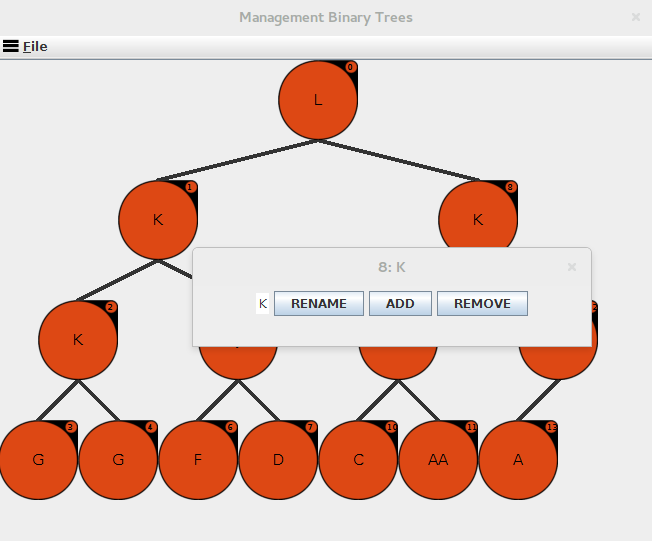 Management Binary Trees
File
0
L
1
8
K
K
8: K
K RENAME ADD REMOVE
2
K
3
4
6
7
10
11
13
G
G
F
D
C
AA
A